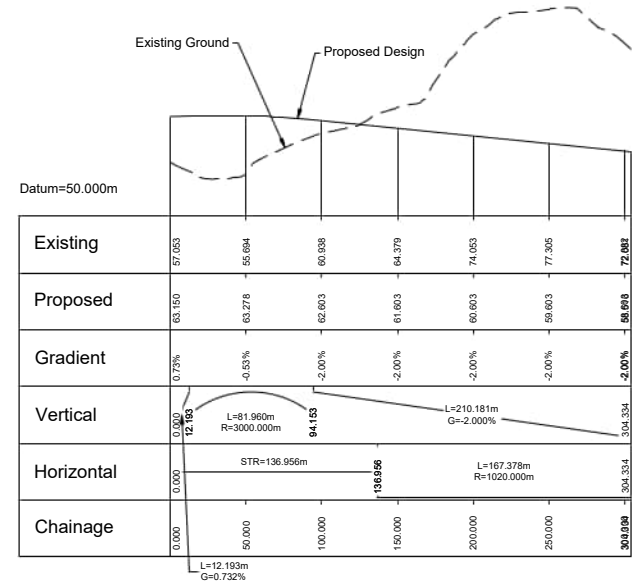 Existing Ground
Proposed Design
Datum=50.000m
Existing 57.053 55.694 60.938 64.379 74.053 77.305
Proposed 63.150 63.278 62.603 61.603 60.603 59.603
Gradient 0.73% -0.53% -2.00% -2.00% -2.00% -2.00% -2.00%
Vertical 0.000 12.193 L=81.960m 94.153 L=210.181m 304.334
R=3000.000m G=-2.000%
Horizontal 0.000 STR=136.956m 136.956 L=167.378m 304.334
R=1020.000m
Chainage 0.000 50.000 100.000 150.000 200.000 250.000
L=12.193m
G=0.732%